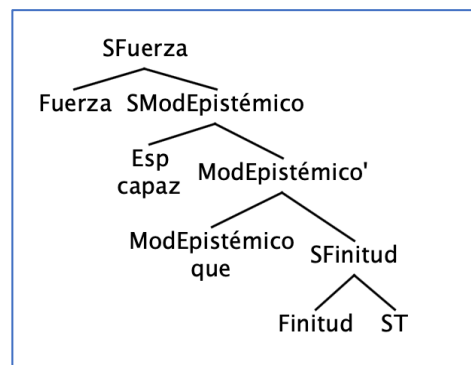 SFuerza
Fuerza SModEpistémico
Esp
capaz
ModEpistémico'
ModEpistémico
que
SFinitud
Finitud ST